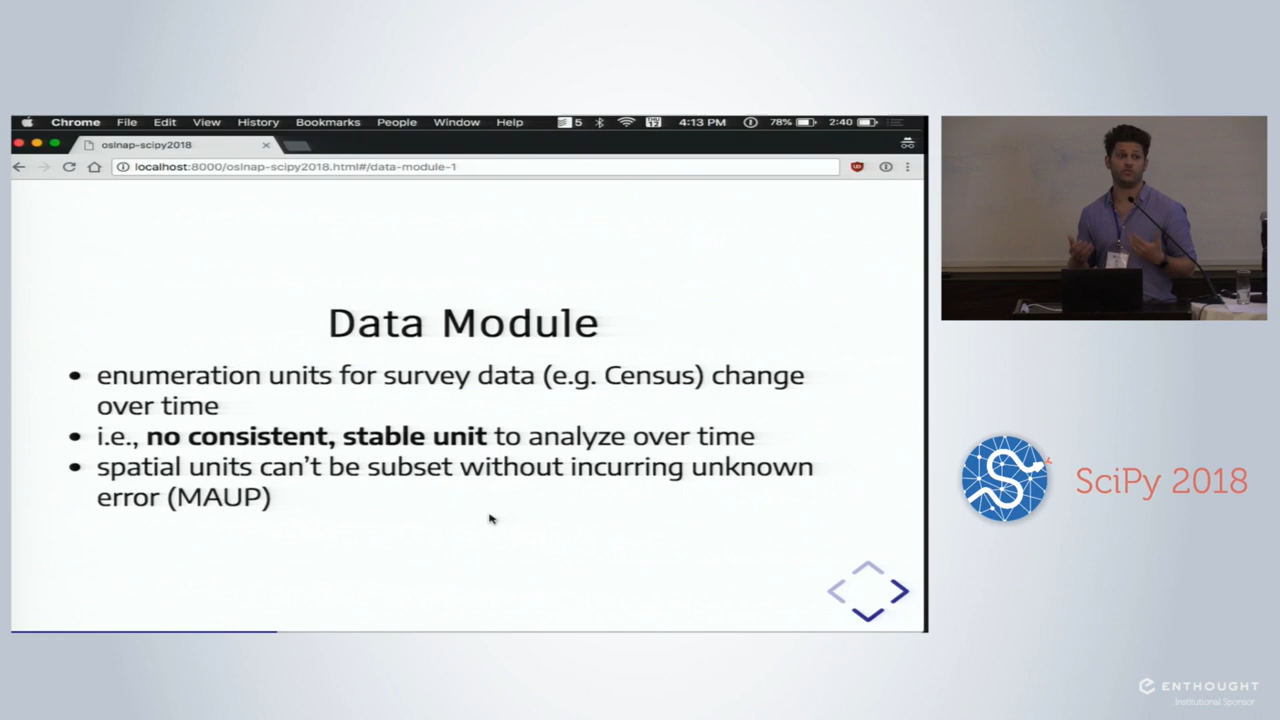 Chrome File Edit View History Bookmarks People Window Help 5 4:13 PM 78% 2:40
oslnap-scipy2018
localhost:8000/oslnap-scipy2018.html#/data-module-1
Data Module
• enumeration units for survey data (e.g. Census) change
over time
• i.e., no consistent, stable unit to analyze over time
• spatial units can't be subset without incurring unknown
error (MAUP)
SciPy 2018
ENTHOUGHT
Institutional Sponsor